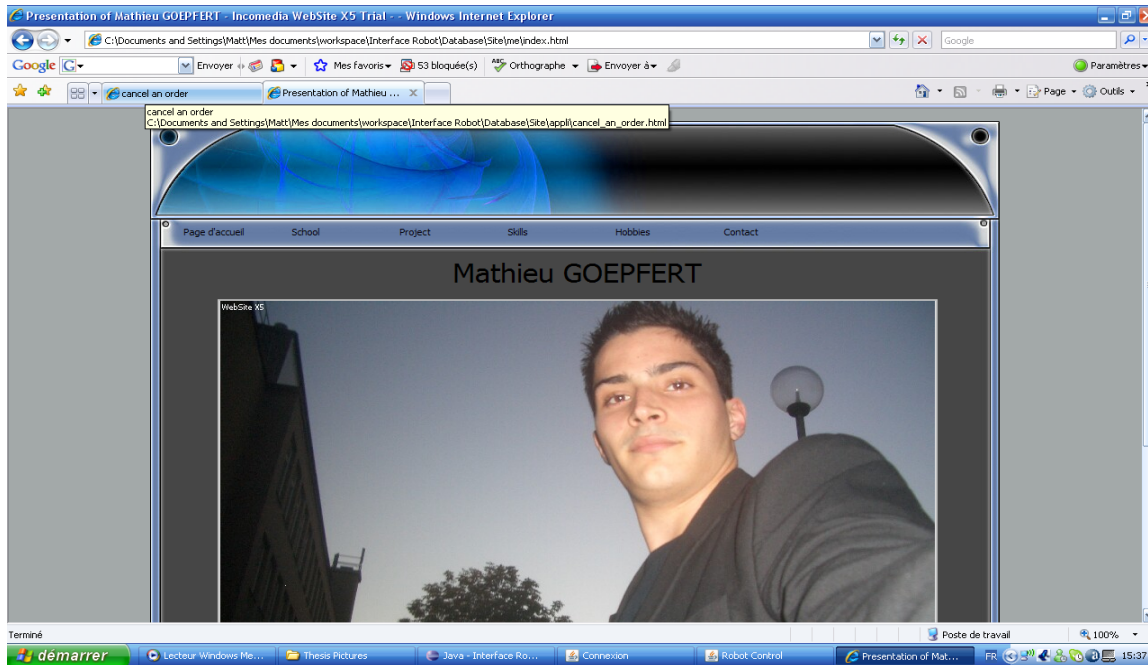 Presentation of Mathieu GOEPFERT - Incomedia WebSite X5 Trial - - Windows Internet Explorer
C:\Documents and Settings\Matt\Mes documents\workspace\Interface Robot\Database\Site\me\index.html
Google
Google G Envoyer Mes favoris 53 bloquée(s) Orthographe Envoyer à Paramètres
cancel an order Presentation of Mathieu ... X Page Outils
cancel an order
C:\Documents and Settings\Matt\Mes documents\workspace\Interface Robot\Database\Site\appli\cancel_an_order.html
Page d'accueil School Project Skills Hobbies Contact
Mathieu GOEPFERT
WebSite X5
Terminé Poste de travail 100%
démarrer Lecteur Windows Me... Thesis Pictures Java - Interface Ro... Connexion Robot Control Presentation of Mat... FR 15:37